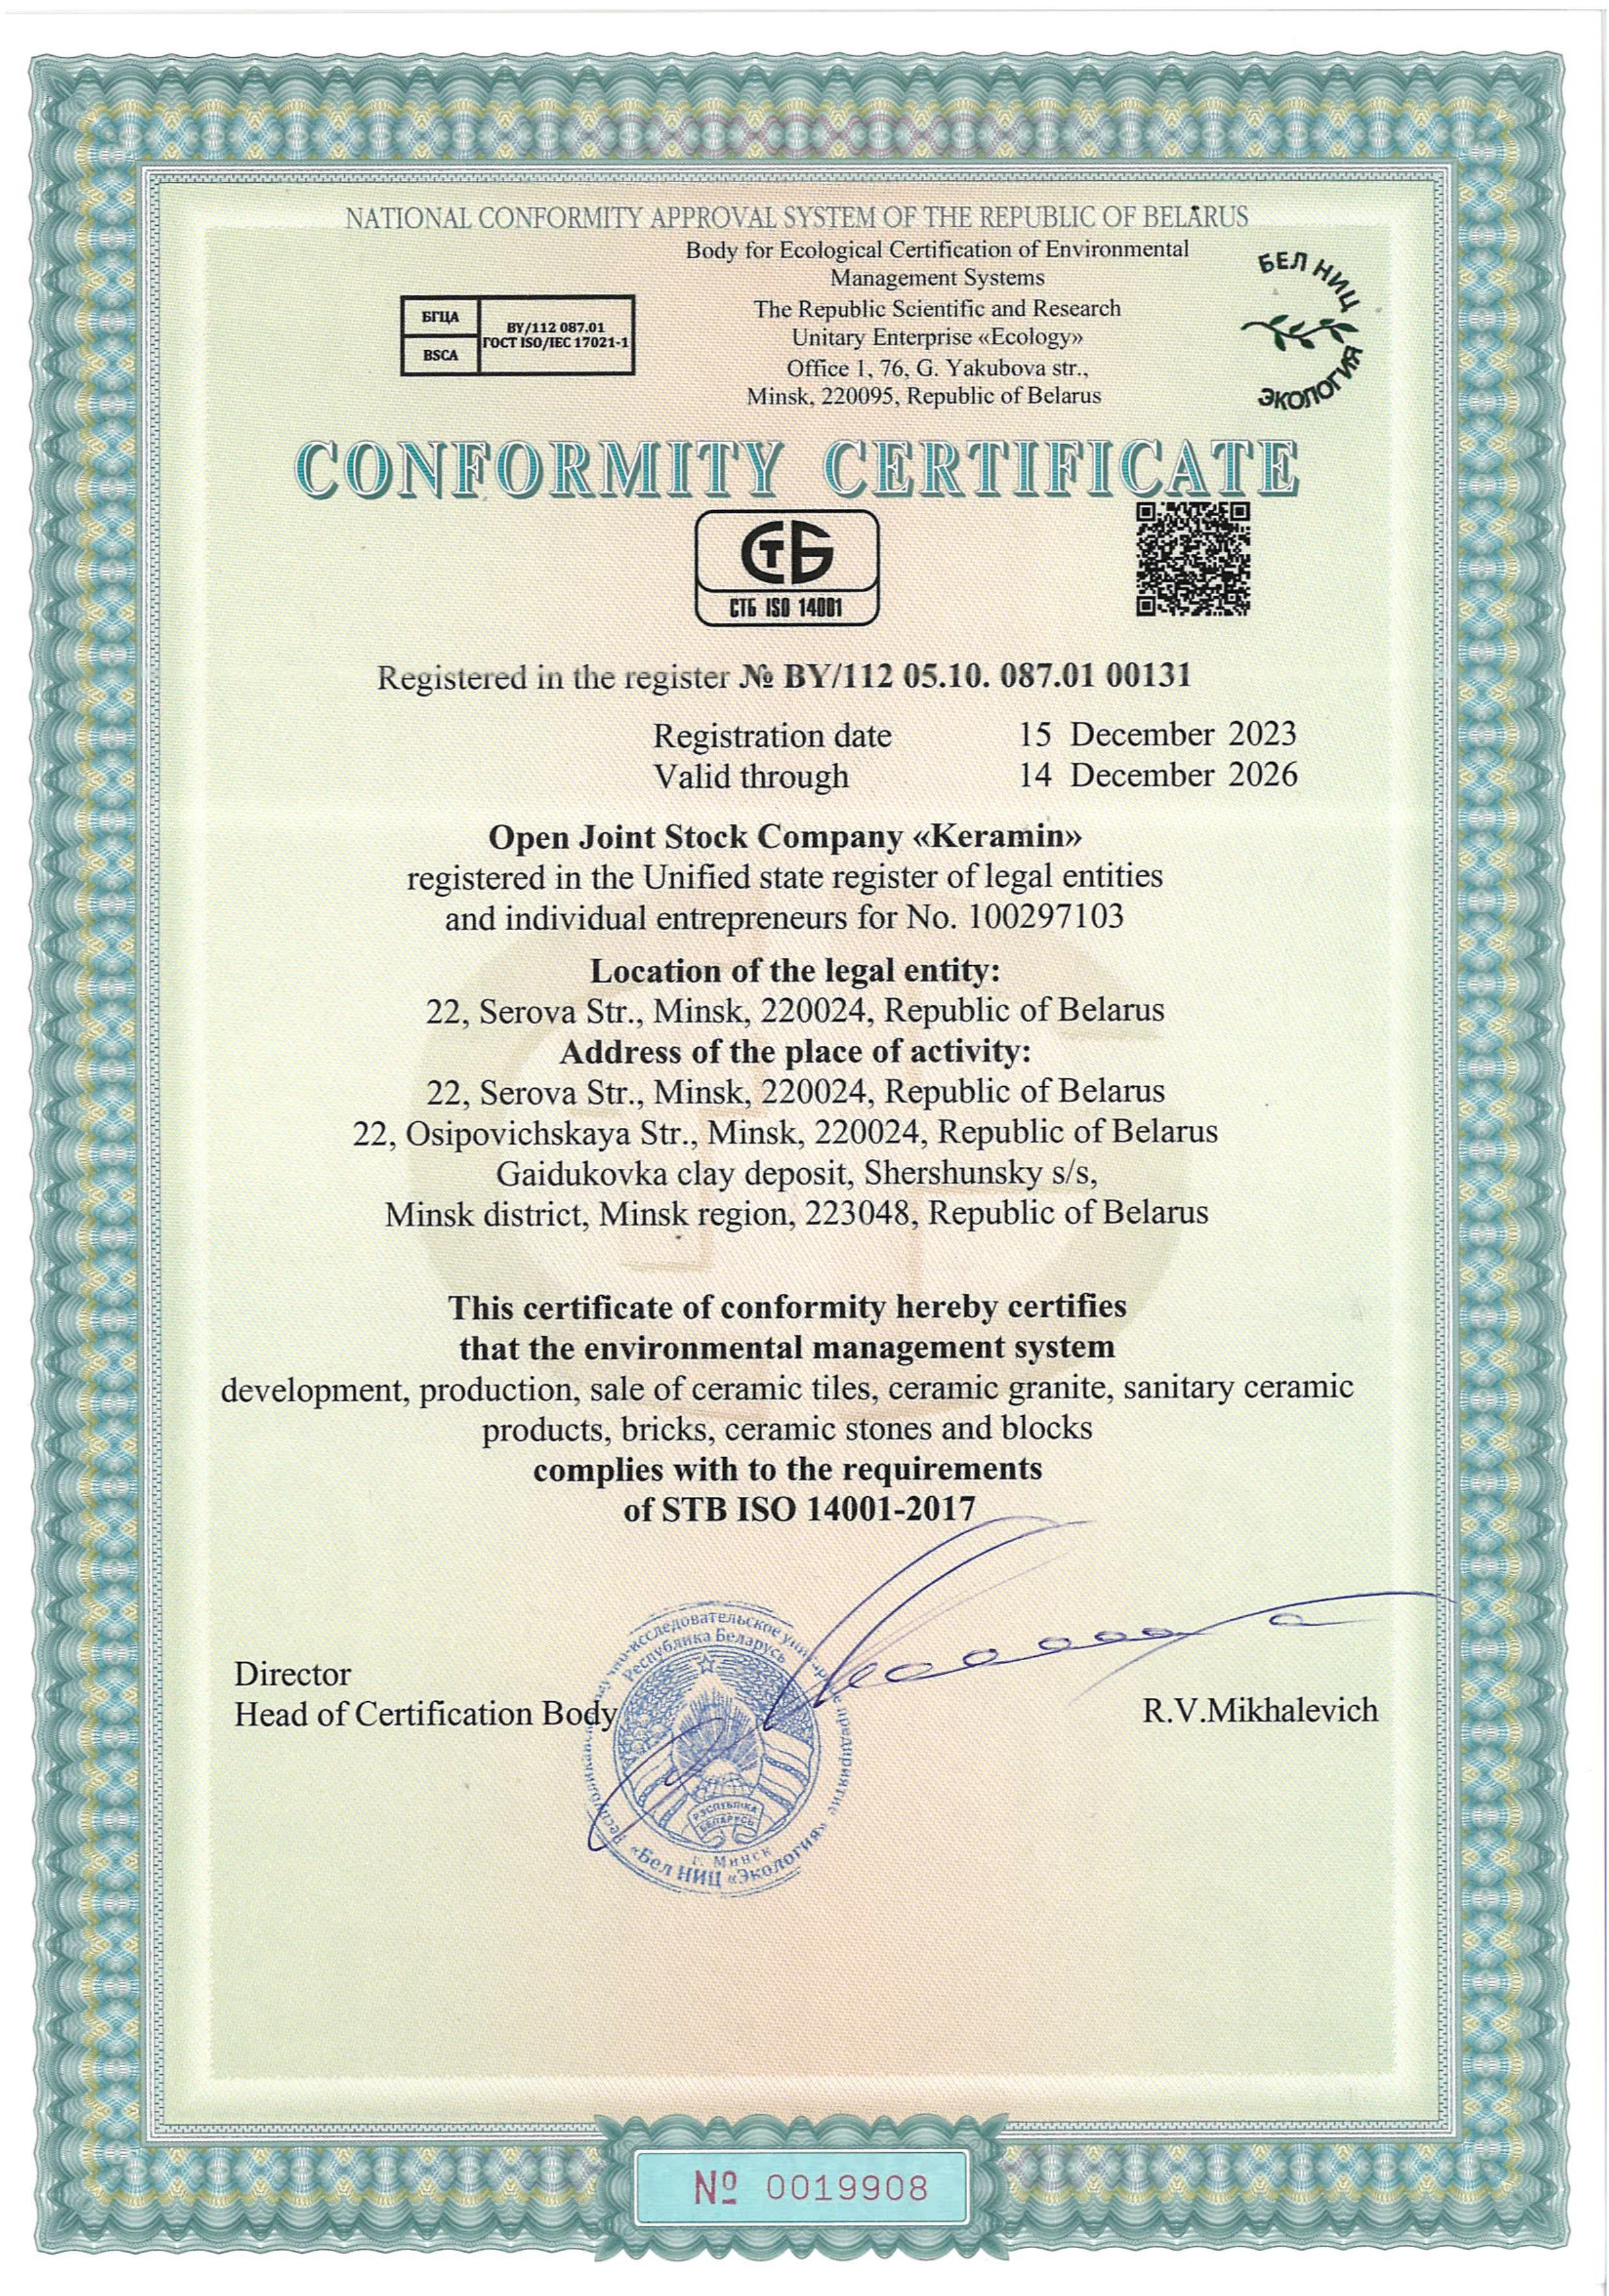 NATIONAL CONFORMITY APPROVAL SYSTEM OF THE REPUBLIC OF BELARUS
Body for Ecological Certification of Environmental
Management Systems
The Republic Scientific and Research
Unitary Enterprise «Ecology»
Office 1, 76, G. Yakubova str.,
Minsk, 220095, Republic of Belarus
БГЦА
BSCA
BY/112 087.01
ГОСТ ISO/IEC 17021-1
БЕЛ НИЦ
ЭКОЛОГИЯ
CONFORMITY CERTIFICATE
СТБ
СТБ ISO 14001
Registered in the register № BY/112 05.10. 087.01 00131
Registration date 15 December 2023
Valid through 14 December 2026
Open Joint Stock Company «Keramin»
registered in the Unified state register of legal entities
and individual entrepreneurs for No. 100297103
Location of the legal entity:
22, Serova Str., Minsk, 220024, Republic of Belarus
Address of the place of activity:
22, Serova Str., Minsk, 220024, Republic of Belarus
22, Osipovichskaya Str., Minsk, 220024, Republic of Belarus
Gaidukovka clay deposit, Shershunsky s/s,
Minsk district, Minsk region, 223048, Republic of Belarus
This certificate of conformity hereby certifies
that the environmental management system
development, production, sale of ceramic tiles, ceramic granite, sanitary ceramic
products, bricks, ceramic stones and blocks
complies with to the requirements
of STB ISO 14001-2017
Director
Head of Certification Body
R.V.Mikhalevich
Республика Беларусь
РЭСПУБЛІКА
БЕЛАРУСЬ
г. Минск
«Бел НИЦ «Экология»
№ 0019908